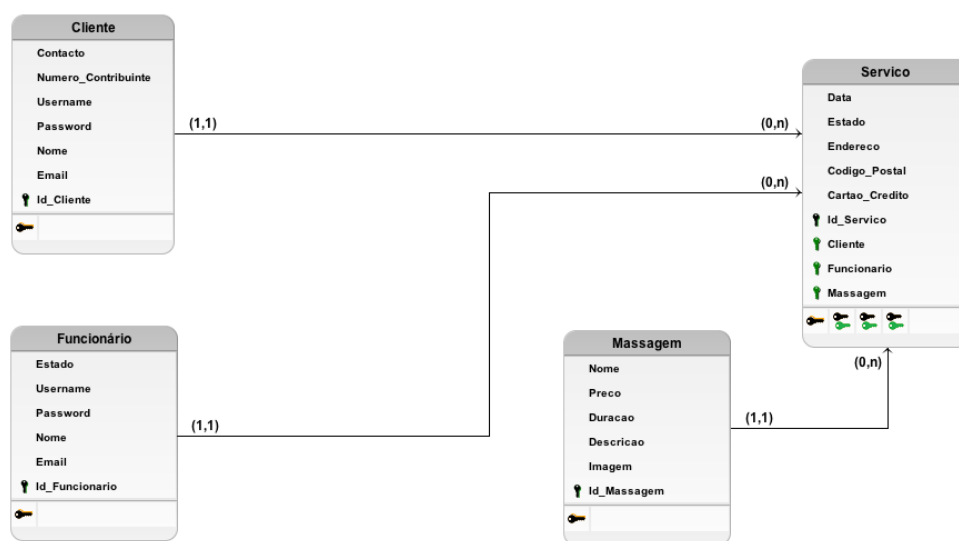 Cliente
Contacto
Numero_Contribuinte
Username
Password
Nome
Email
Id_Cliente
(1,1)
(0,n)
Servico
Data
Estado
Endereco
Codigo_Postal
Cartao_Credito
Id_Servico
Cliente
Funcionario
Massagem
(0,n)
Funcionário
Estado
Username
Password
Nome
Email
Id_Funcionario
(1,1)
Massagem
Nome
Preco
Duracao
Descricao
Imagem
Id_Massagem
(1,1)
(0,n)